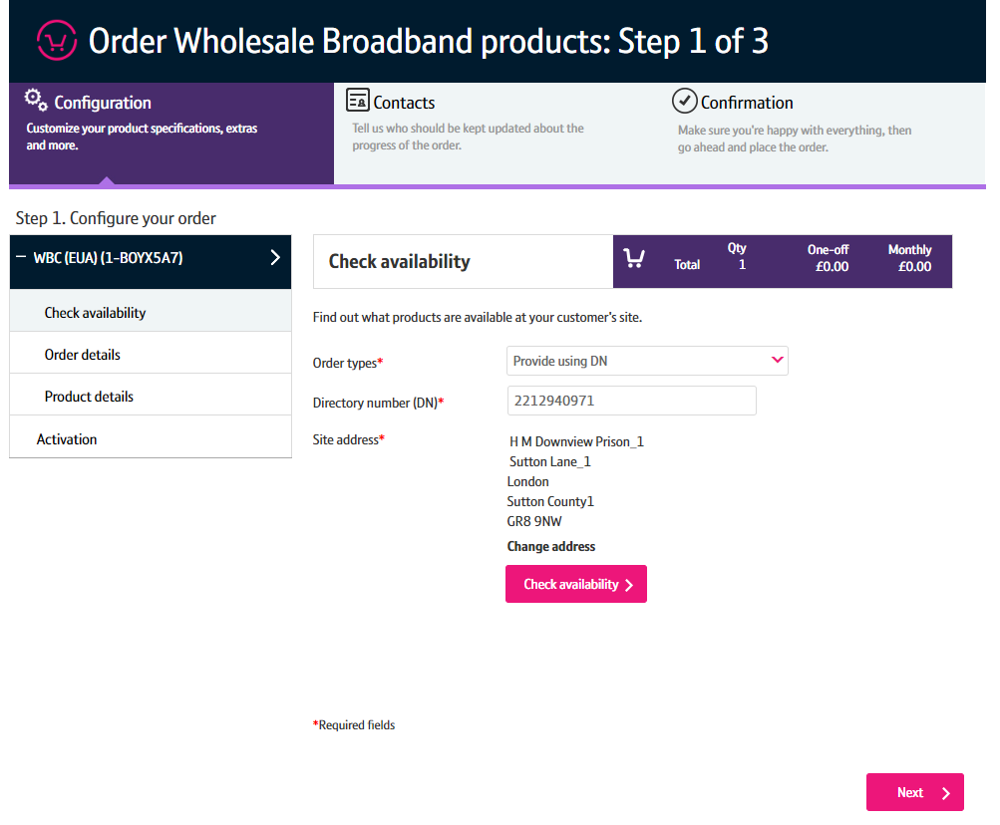 Order Wholesale Broadband products: Step 1 of 3
Configuration
Customize your product specifications, extras
and more.
Contacts
Tell us who should be kept updated about the
progress of the order.
Confirmation
Make sure you're happy with everything, then
go ahead and place the order.
Step 1. Configure your order
– WBC (EUA) (1-BOYX5A7)
Check availability
Order details
Product details
Activation
Check availability
Total
Qty
1
One-off
£0.00
Monthly
£0.00
Find out what products are available at your customer's site.
Order types* Provide using DN
Directory number (DN)* 2212940971
Site address* H M Downview Prison_1
Sutton Lane_1
London
Sutton County1
GR8 9NW
Change address
Check availability
*Required fields
Next